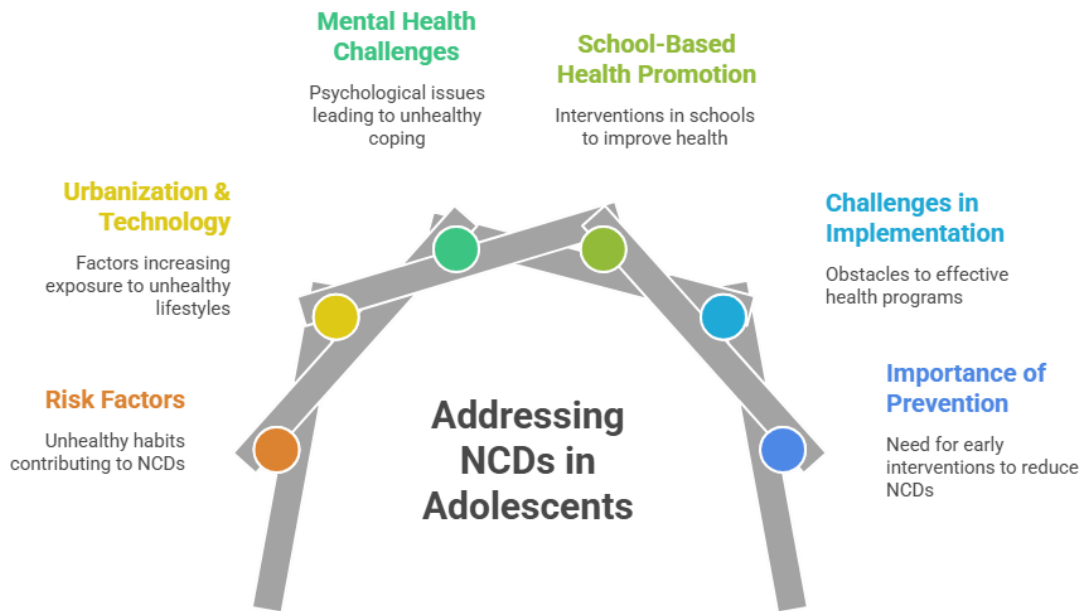 Mental Health
Challenges
Psychological issues
leading to unhealthy
coping
School-Based
Health Promotion
Interventions in schools
to improve health
Urbanization &
Technology
Factors increasing
exposure to unhealthy
lifestyles
Challenges in
Implementation
Obstacles to effective
health programs
Risk Factors
Unhealthy habits
contributing to NCDs
Importance of
Prevention
Need for early
interventions to reduce
NCDs
Addressing
NCDs in
Adolescents